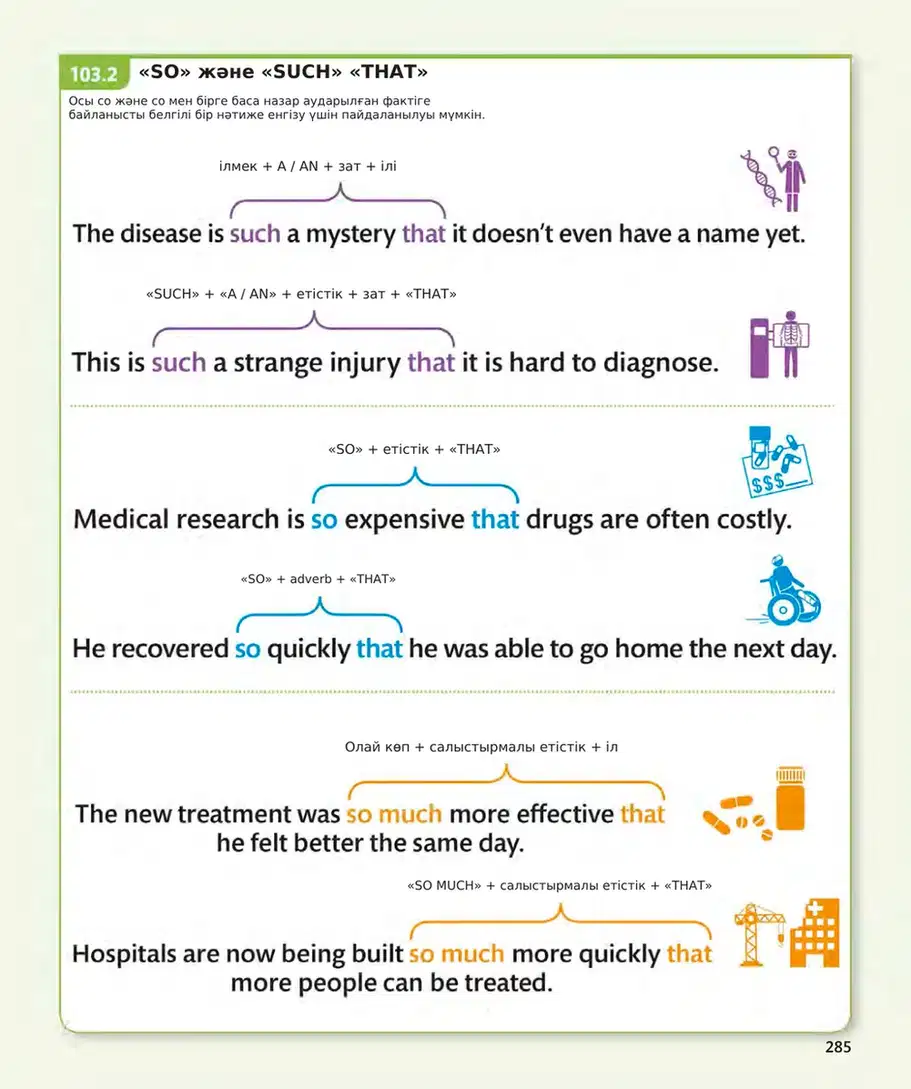 103.2 «SO» және «SUCH» «THAT»
Осы со және со мен бірге баса назар аударылған фактіге
байланысты белгілі бір нәтиже енгізу үшін пайдаланылуы мүмкін.
ілмек + A / AN + зат + ілі
The disease is such a mystery that it doesn't even have a name yet.
«SUCH» + «A / AN» + етістік + зат + «THAT»
This is such a strange injury that it is hard to diagnose.
«SO» + етістік + «THAT»
$$$
Medical research is so expensive that drugs are often costly.
«SO» + adverb + «THAT»
He recovered so quickly that he was able to go home the next day.
Олай көп + салыстырмалы етістік + іл
The new treatment was so much more effective that
he felt better the same day.
«SO MUCH» + салыстырмалы етістік + «THAT»
Hospitals are now being built so much more quickly that
more people can be treated.
285